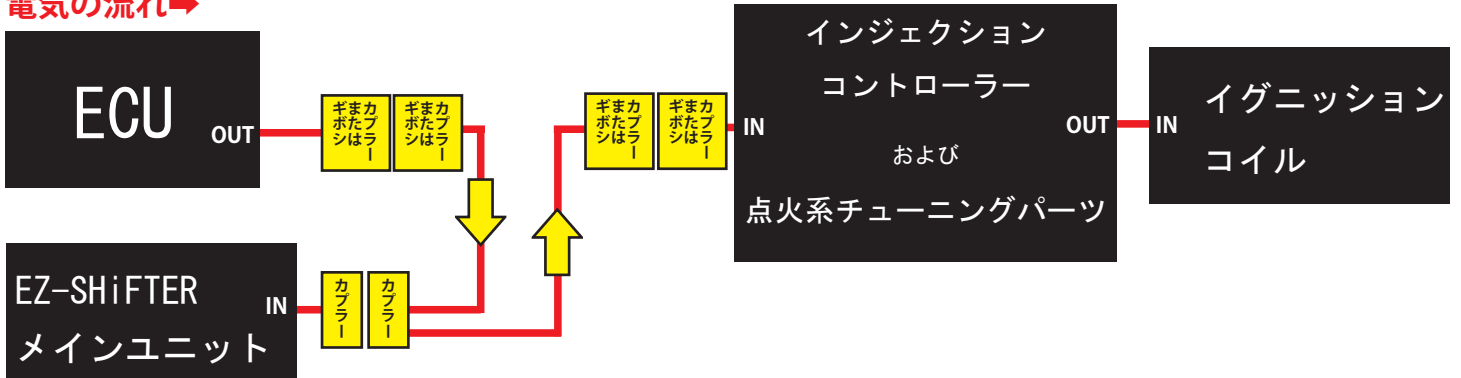 電気の流れ➡
ECU
OUT
カプラー
または
ギボシ
カプラー
または
ギボシ
カプラー
または
ギボシ
カプラー
または
ギボシ
IN
インジェクション
コントローラー
および
点火系チューニングパーツ
OUT
IN
イグニッション
コイル
EZ-SHiFTER
メインユニット
IN
カプラー
カプラー